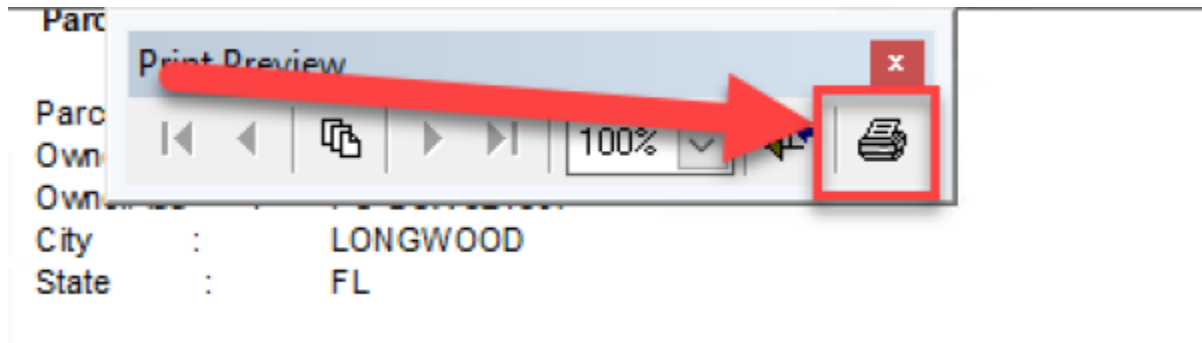 Parc
Print Preview
Parc
100%
Own
City : LONGWOOD
State : FL